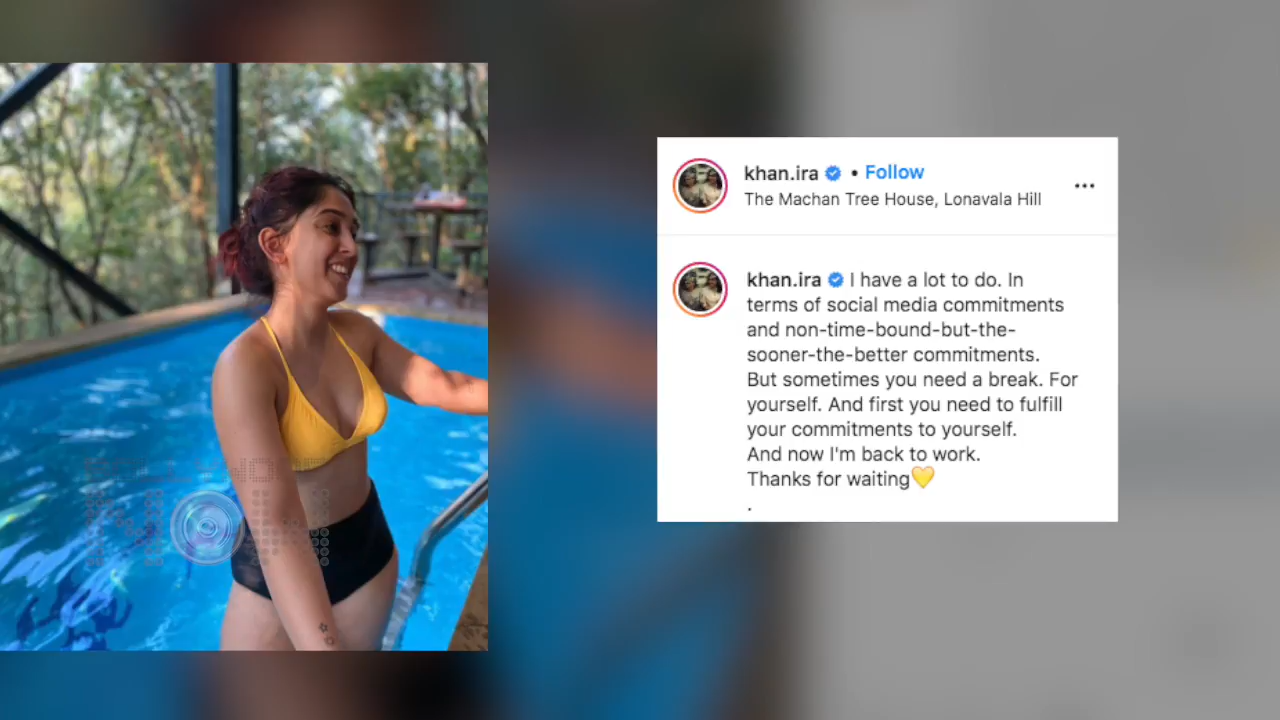 khan.ira • Follow
The Machan Tree House, Lonavala Hill
khan.ira I have a lot to do. In
terms of social media commitments
and non-time-bound-but-the-
sooner-the-better commitments.
But sometimes you need a break. For
yourself. And first you need to fulfill
your commitments to yourself.
And now I'm back to work.
Thanks for waiting💛
.
BOLLYWOOD
NOW